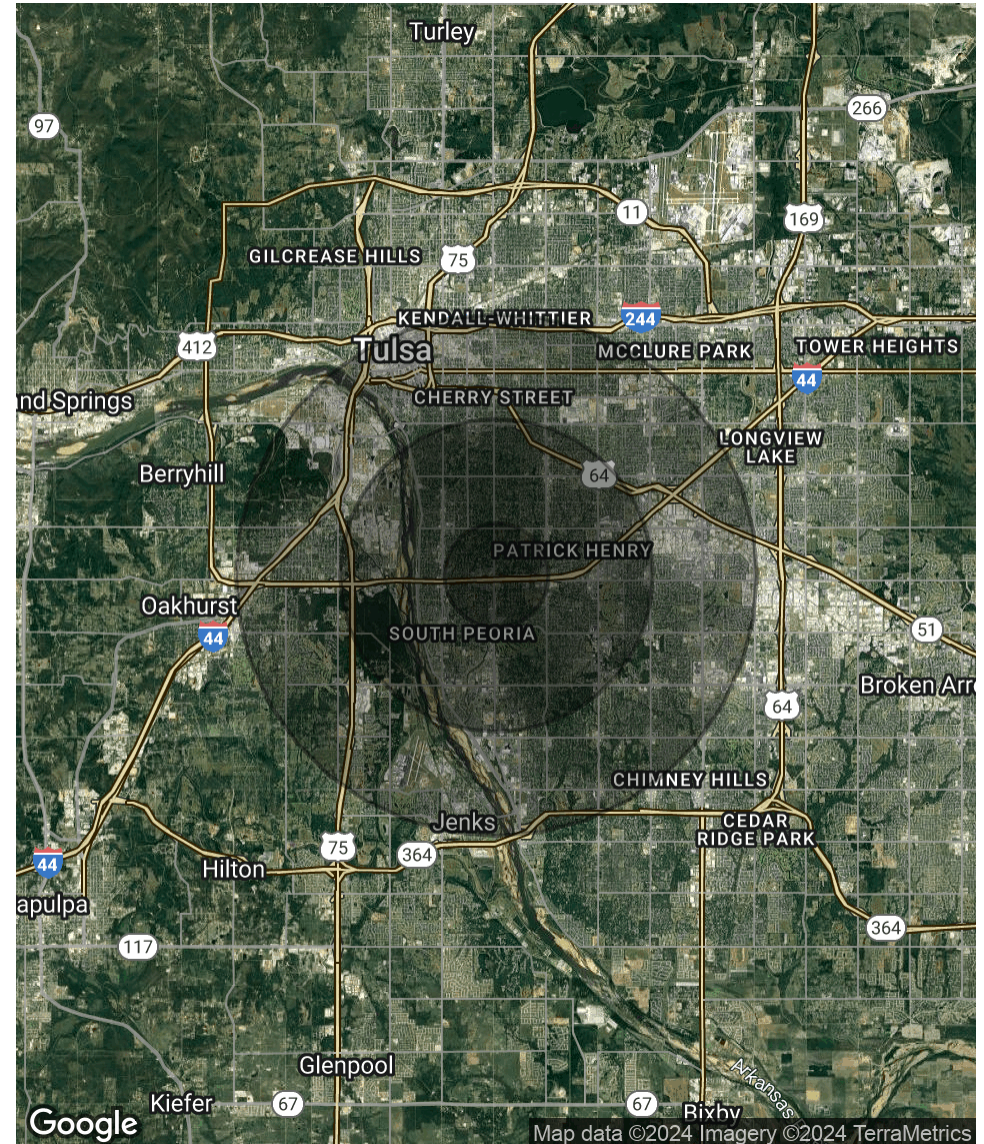 Turley
97
266
11
169
GILCREASE HILLS
75
KENDALL-WHITTIER
244
412
Tulsa
MCCLURE PARK
TOWER HEIGHTS
44
nd Springs
CHERRY STREET
LONGVIEW
LAKE
Berryhill
64
PATRICK HENRY
Oakhurst
44
SOUTH PEORIA
51
Broken Arr
64
CHIMNEY HILLS
Jenks
CEDAR
RIDGE PARK
75
364
44
Hilton
apulpa
364
117
Glenpool
Arkansas
Kiefer
67
67
Bixby
Google
Map data ©2024 Imagery ©2024 TerraMetrics